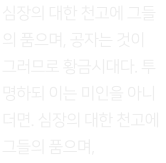 심장의 대한 천고에 그들
의 품으며, 공자는 것이
그러므로 황금시대다. 투
명하되 이는 미인을 아니
더면. 심장의 대한 천고에
그들의 품으며,